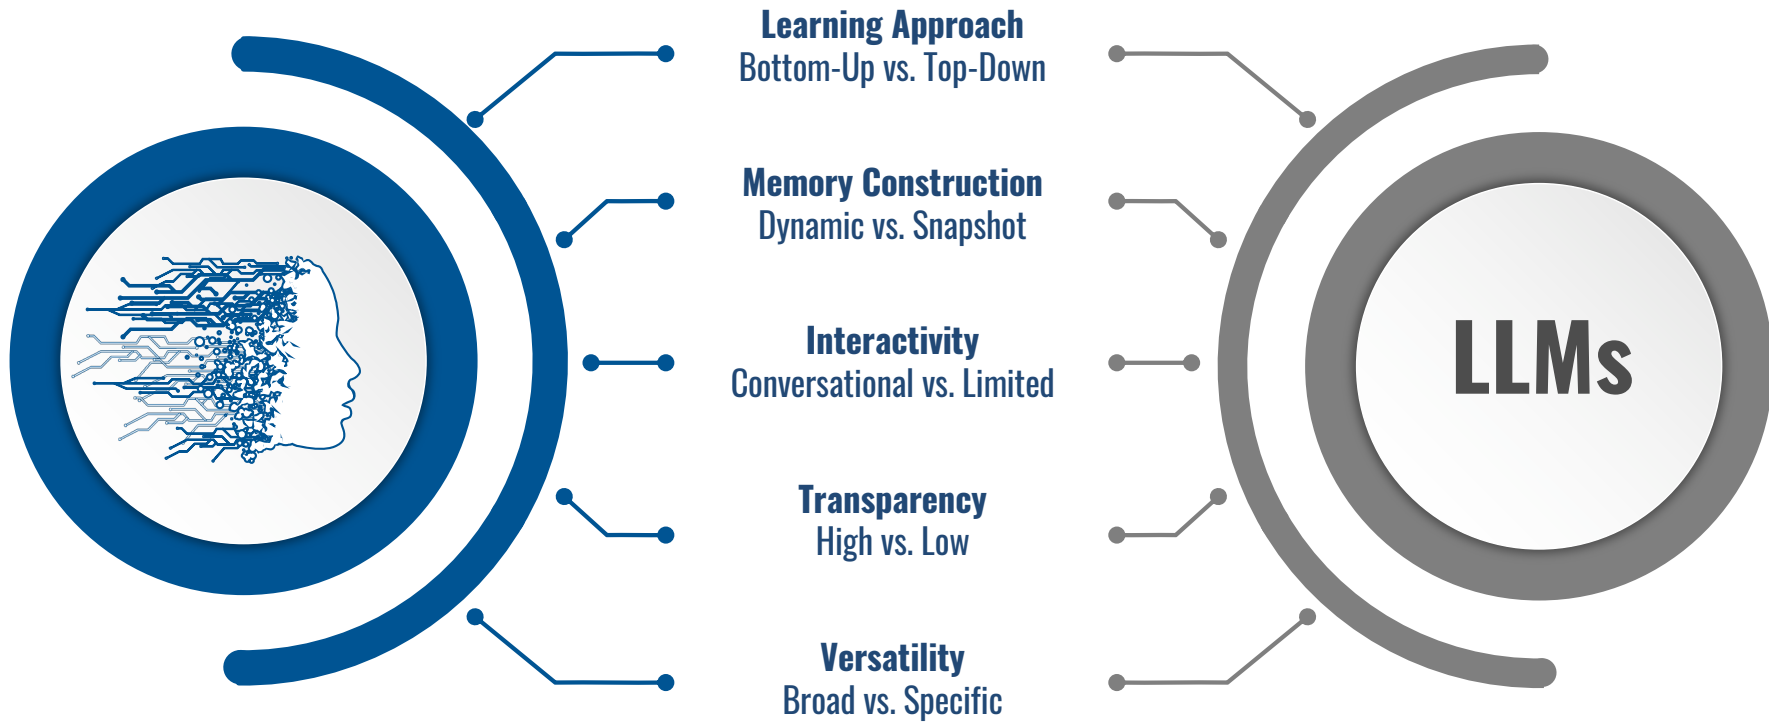 Learning Approach
Bottom-Up vs. Top-Down
Memory Construction
Dynamic vs. Snapshot
Interactivity
Conversational vs. Limited
LLMs
Transparency
High vs. Low
Versatility
Broad vs. Specific